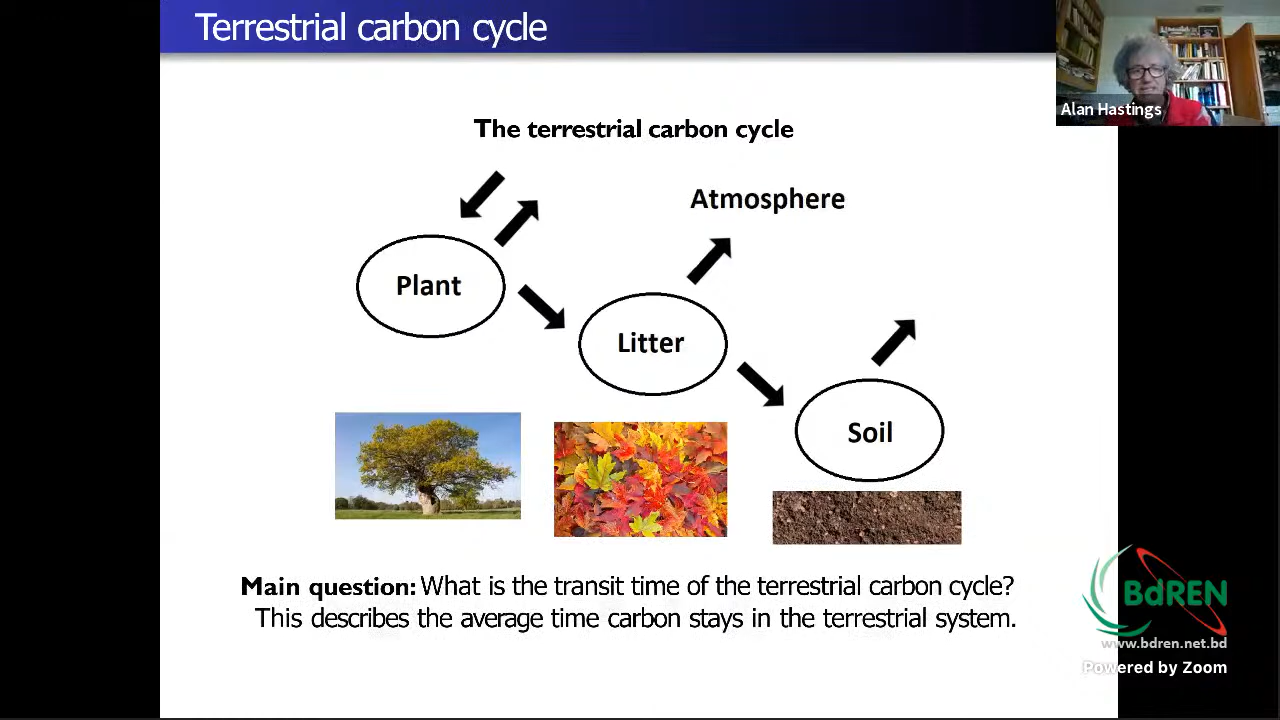 Terrestrial carbon cycle
Alan Hastings
The terrestrial carbon cycle
Atmosphere
Plant
Litter
Soil
Main question: What is the transit time of the terrestrial carbon cycle?
This describes the average time carbon stays in the terrestrial system.
BdREN
www.bdren.net.bd
Powered by Zoom